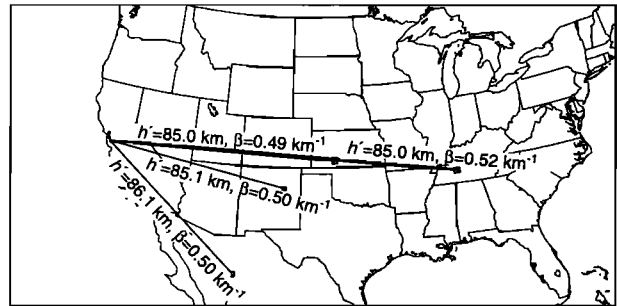 h´=85.0 km, β=0.49 km⁻¹
h´=85.0 km, β=0.52 km⁻¹
h´=85.1 km, β=0.50 km⁻¹
h´=86.1 km, β=0.50 km⁻¹